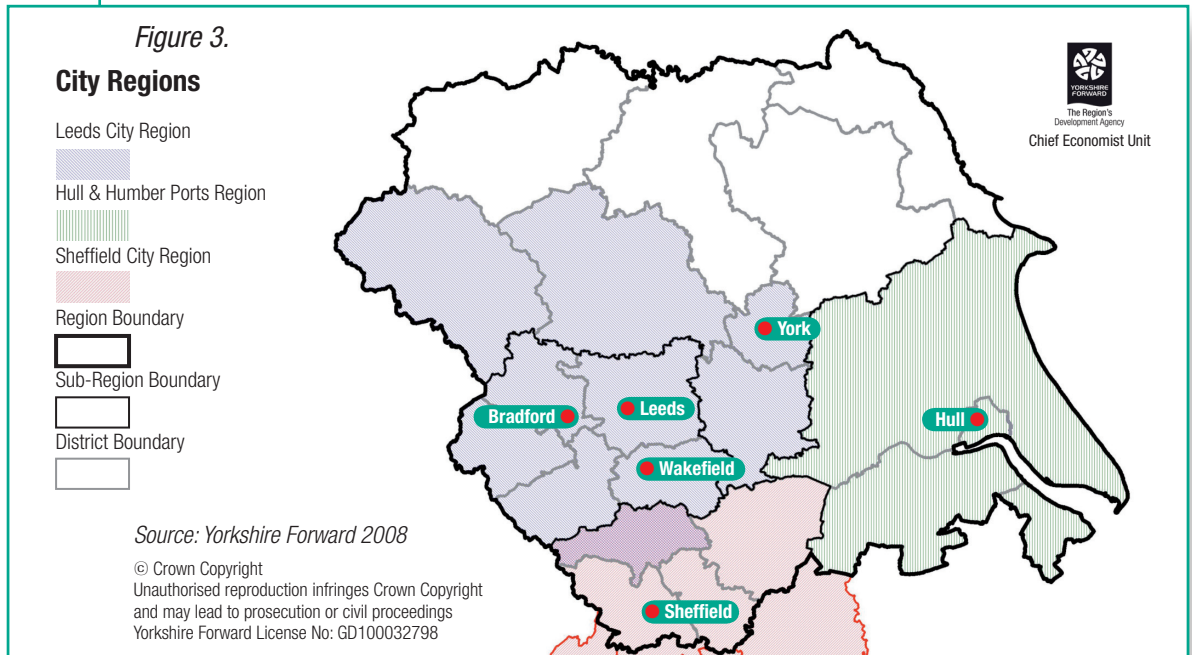 Figure 3.
City Regions
Leeds City Region
Hull & Humber Ports Region
Sheffield City Region
Region Boundary
Sub-Region Boundary
District Boundary
Source: Yorkshire Forward 2008
© Crown Copyright
Unauthorised reproduction infringes Crown Copyright
and may lead to prosecution or civil proceedings
Yorkshire Forward License No: GD100032798
YORKSHIRE
FORWARD
The Region's
Development Agency
Chief Economist Unit
York
Bradford
Leeds
Hull
Wakefield
Sheffield